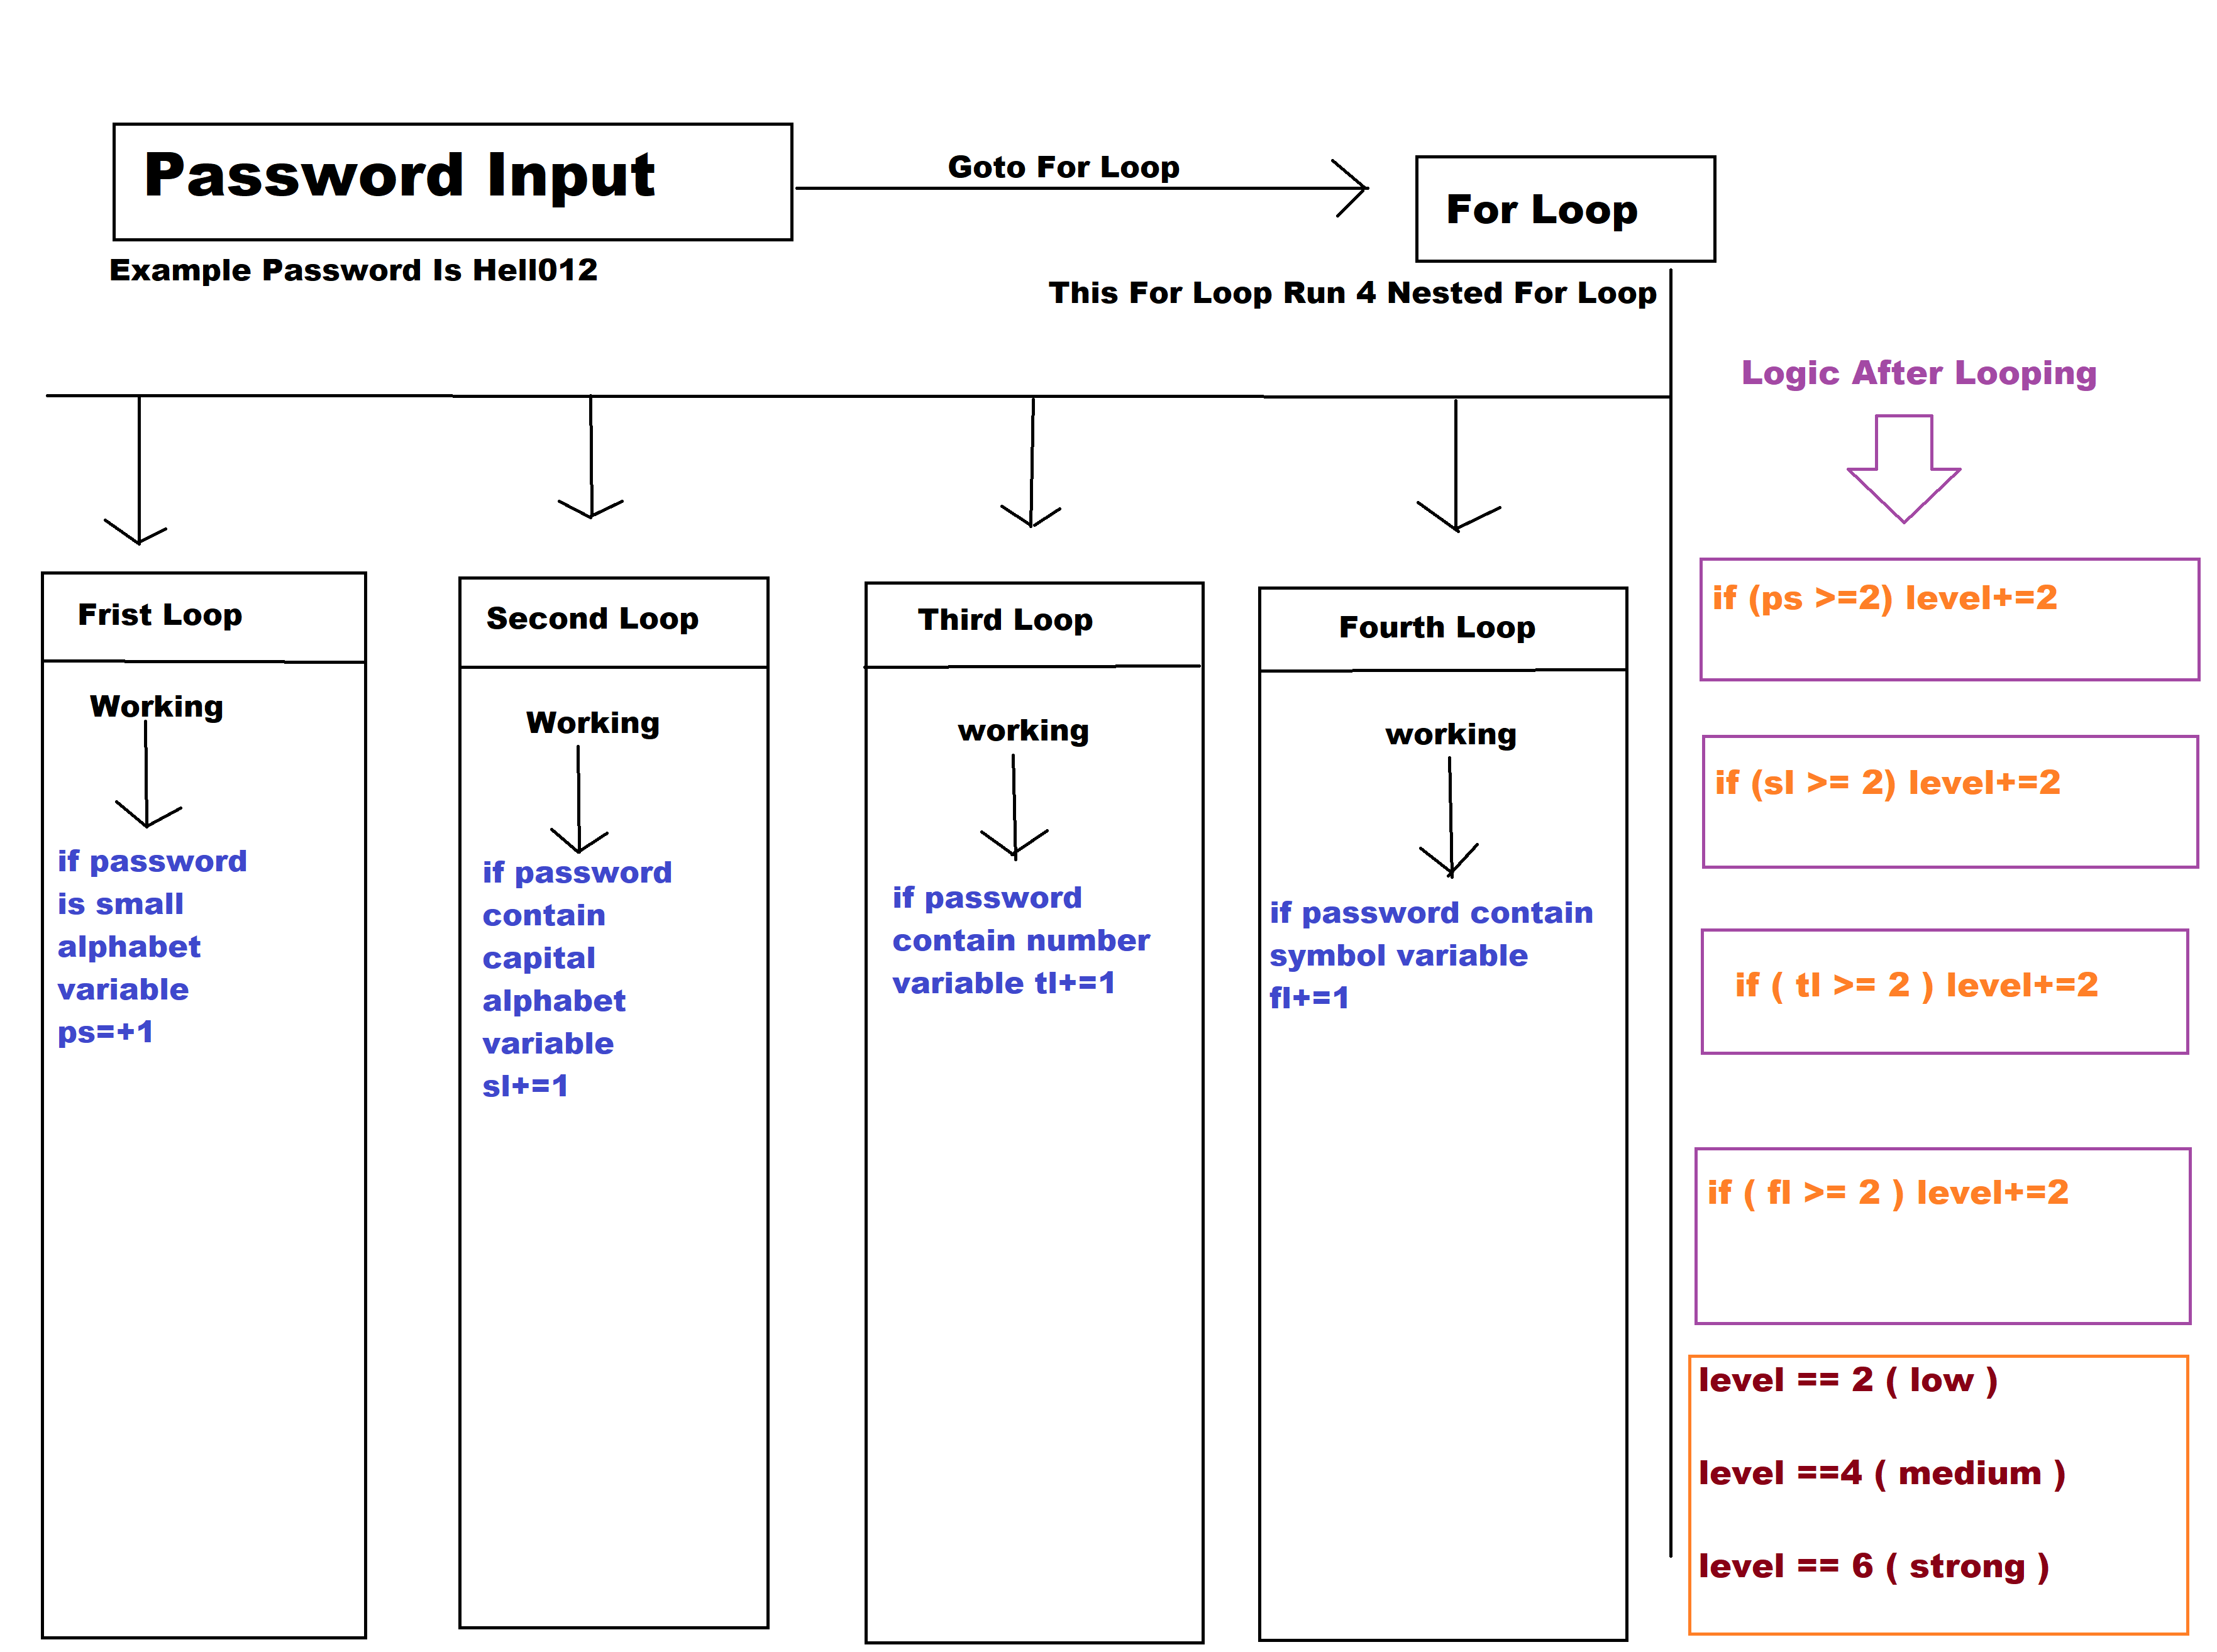 Password Input
Goto For Loop
For Loop
Example Password Is Hell012
This For Loop Run 4 Nested For Loop
Logic After Looping
Frist Loop
Working
if password
is small
alphabet
variable
ps=+1
Second Loop
Working
if password
contain
capital
alphabet
variable
sl+=1
Third Loop
working
if password
contain number
variable tl+=1
Fourth Loop
working
if password contain
symbol variable
fl+=1
if (ps >=2) level+=2
if (sl >= 2) level+=2
if ( tl >= 2 ) level+=2
if ( fl >= 2 ) level+=2
level == 2 ( low )
level ==4 ( medium )
level == 6 ( strong )